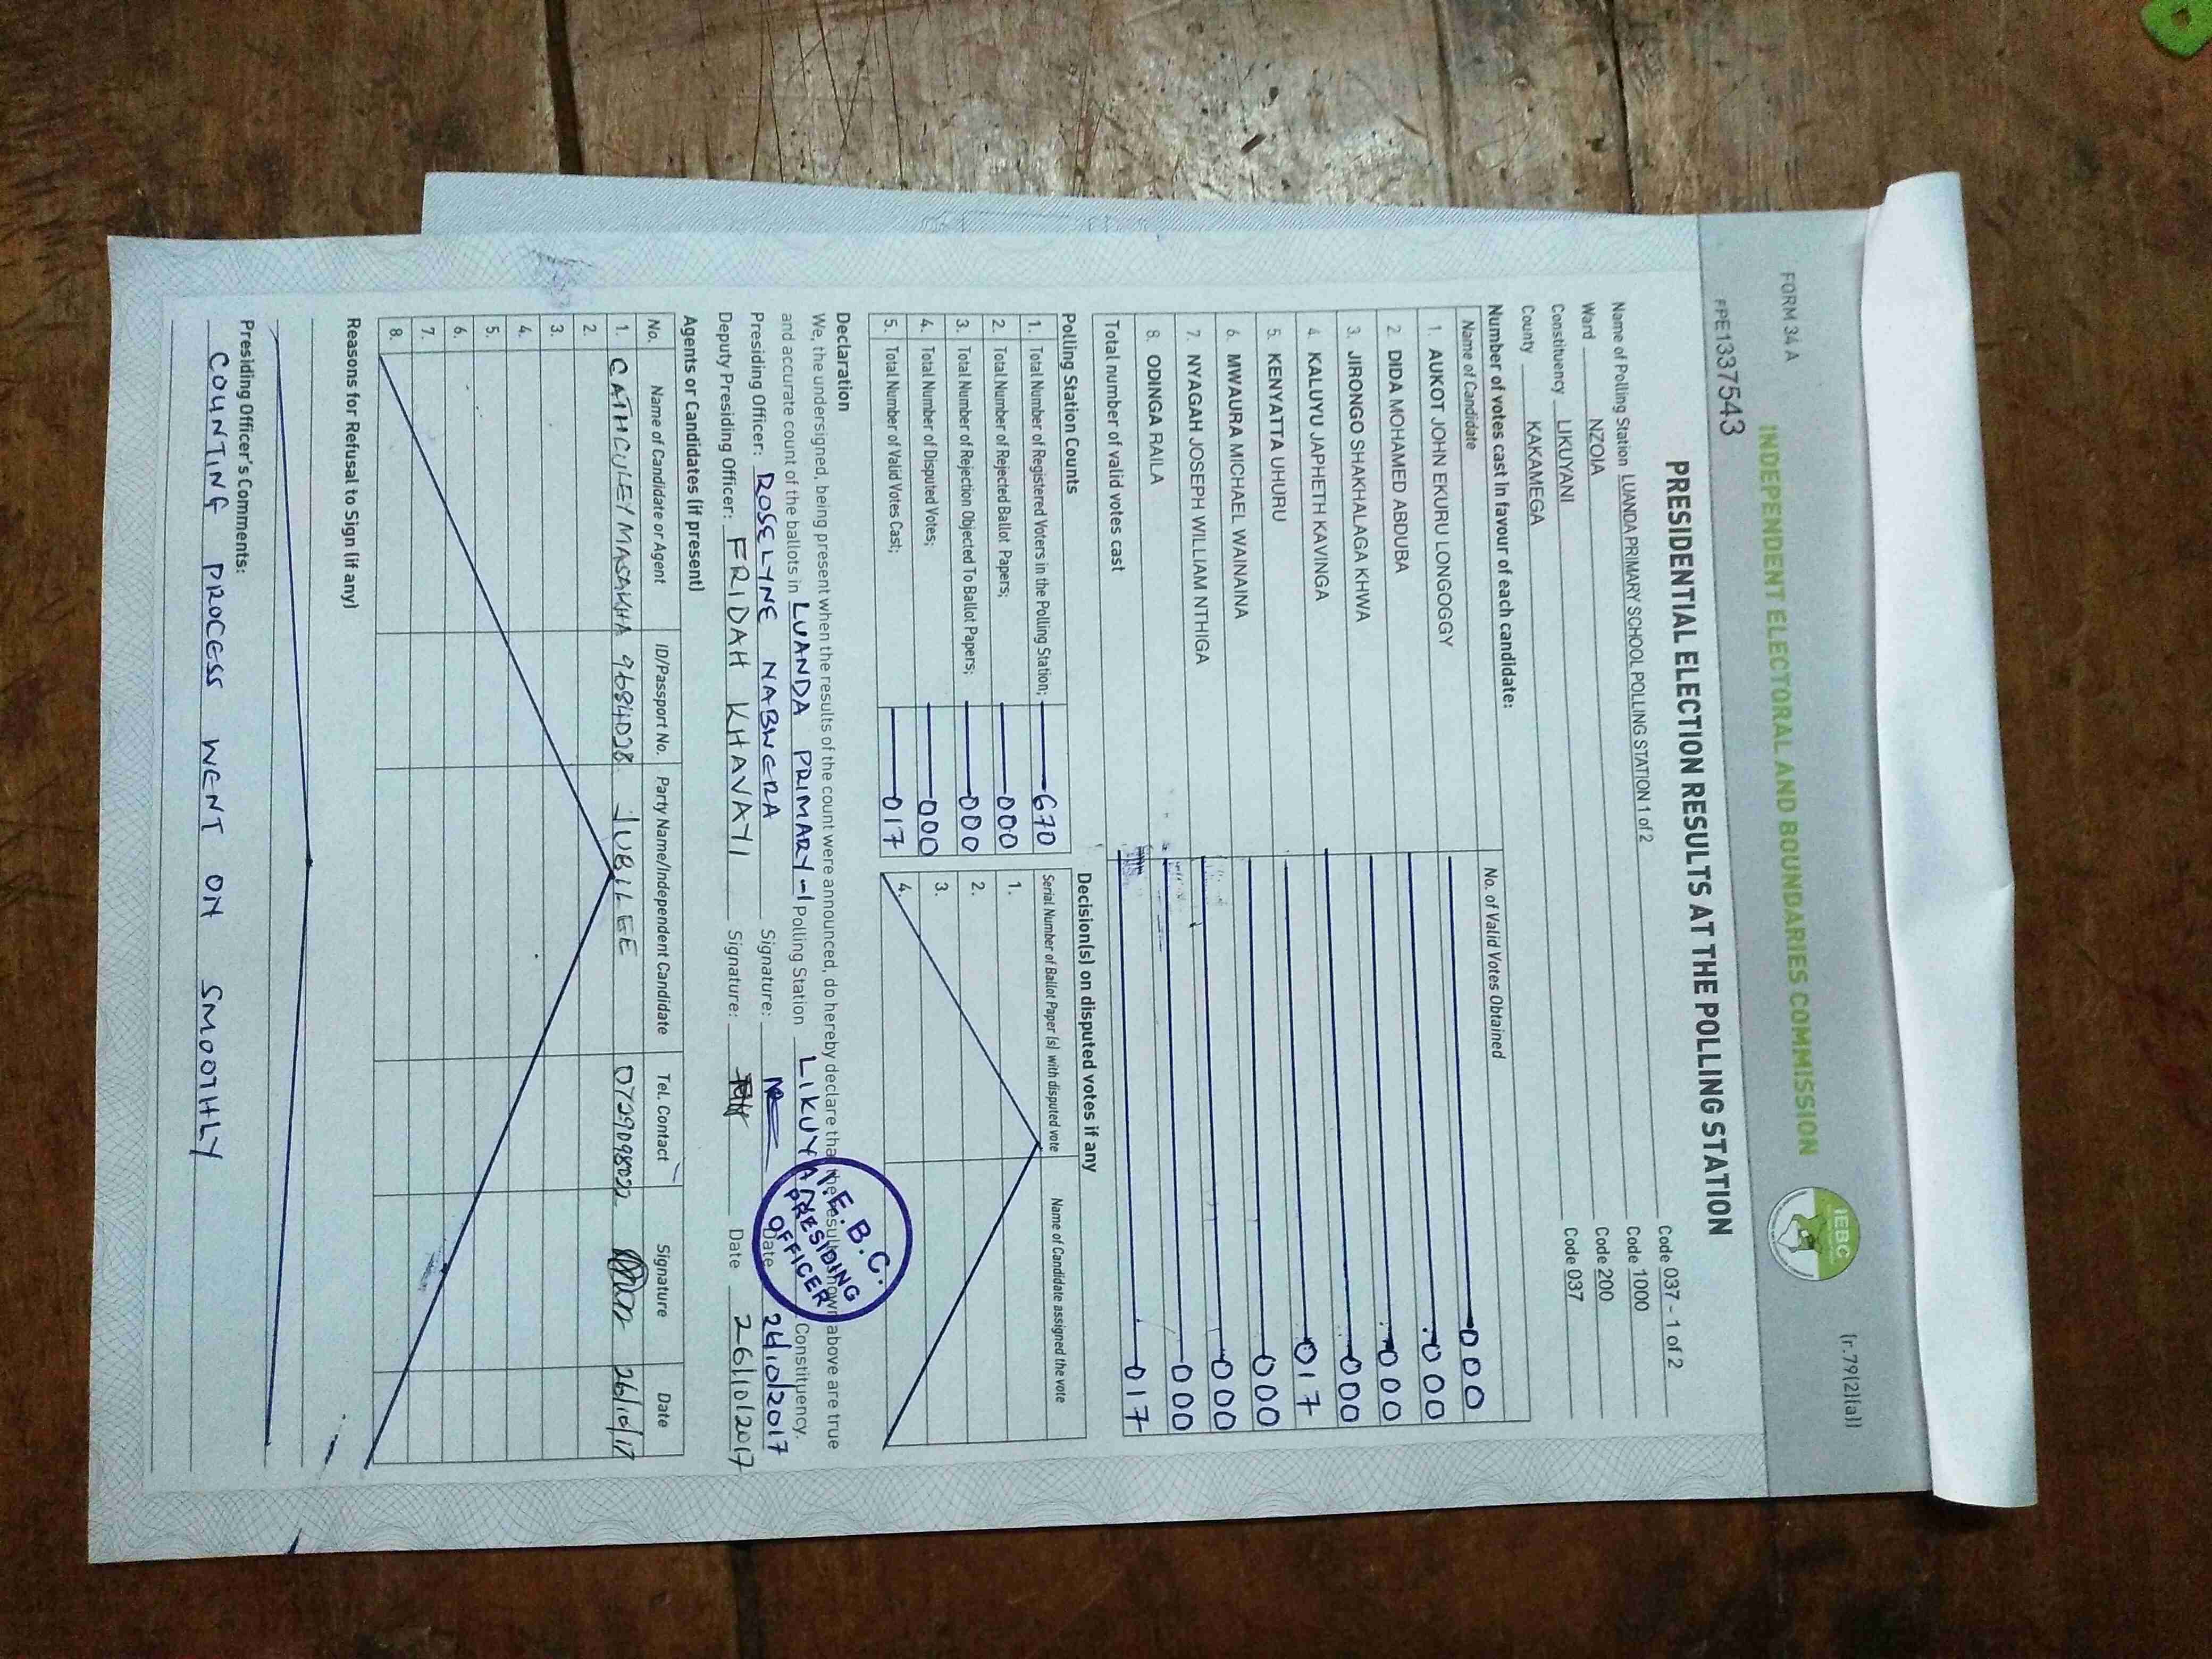 FORM 34 A
(r.79(2)(a))
INDEPENDENT ELECTORAL AND BOUNDARIES COMMISSION
IEBC
FPE1337543
PRESIDENTIAL ELECTION RESULTS AT THE POLLING STATION
Name of Polling Station LUANDA PRIMARY SCHOOL POLLING STATION 1 of 2 Code 037 - 1 of 2
Ward NZOIA Code 1000
Constituency LIKUYANI Code 2000
County KAKAMEGA Code 037
Number of votes cast in favour of each candidate:
Name of Candidate No. of Valid Votes Obtained
1. AUKOT JOHN EKURU LONGOGGY 000
2. DIDA MOHAMED ABDUBA 000
3. JIRONGO SHAKHALAGA KHWA 000
4. KALUYU JAPHETH KAVINGA 000
5. KENYATTA UHURU 017
6. MWAURA MICHAEL WAINAINA 000
7. NYAGAH JOSEPH WILLIAM NTHIGA 000
8. ODINGA RAILA 000
Total number of valid votes cast 017
Polling Station Counts
1. Total Number of Registered Voters in the Polling Station; 670
2. Total Number of Rejected Ballot Papers; 000
3. Total Number of Rejection Objected To Ballot Papers; 000
4. Total Number of Disputed Votes; 000
5. Total Number of Valid Votes Cast; 017
Decision(s) on disputed votes if any
Serial Number of Ballot Paper (s) with disputed vote Name of Candidate assigned the vote
1.
2.
3.
4.
Declaration
We, the undersigned, being present when the results of the count were announced, do hereby declare that the results shown above are true
and accurate count of the ballots in LUANDA PRIMARY-1 Polling Station LIKUYANI Constituency.
Presiding Officer: ROSELYNE NABWERA Signature: Date 26/10/2017
Deputy Presiding Officer: FRIDAH KHAVAYI Signature: Date 26/10/2017
I.E.B.C.
PRESIDING
OFFICER
Agents or Candidates (if present)
No. Name of Candidate or Agent ID/Passport No. Party Name/Independent Candidate Tel. Contact Signature Date
1. MASAKHA 9684028 JUBILEE 26/10/17
2.
3.
4.
5.
6.
7.
8.
Reasons for Refusal to Sign (if any)
Presiding Officer's Comments:
COUNTING PROCESS WENT ON SMOOTHLY